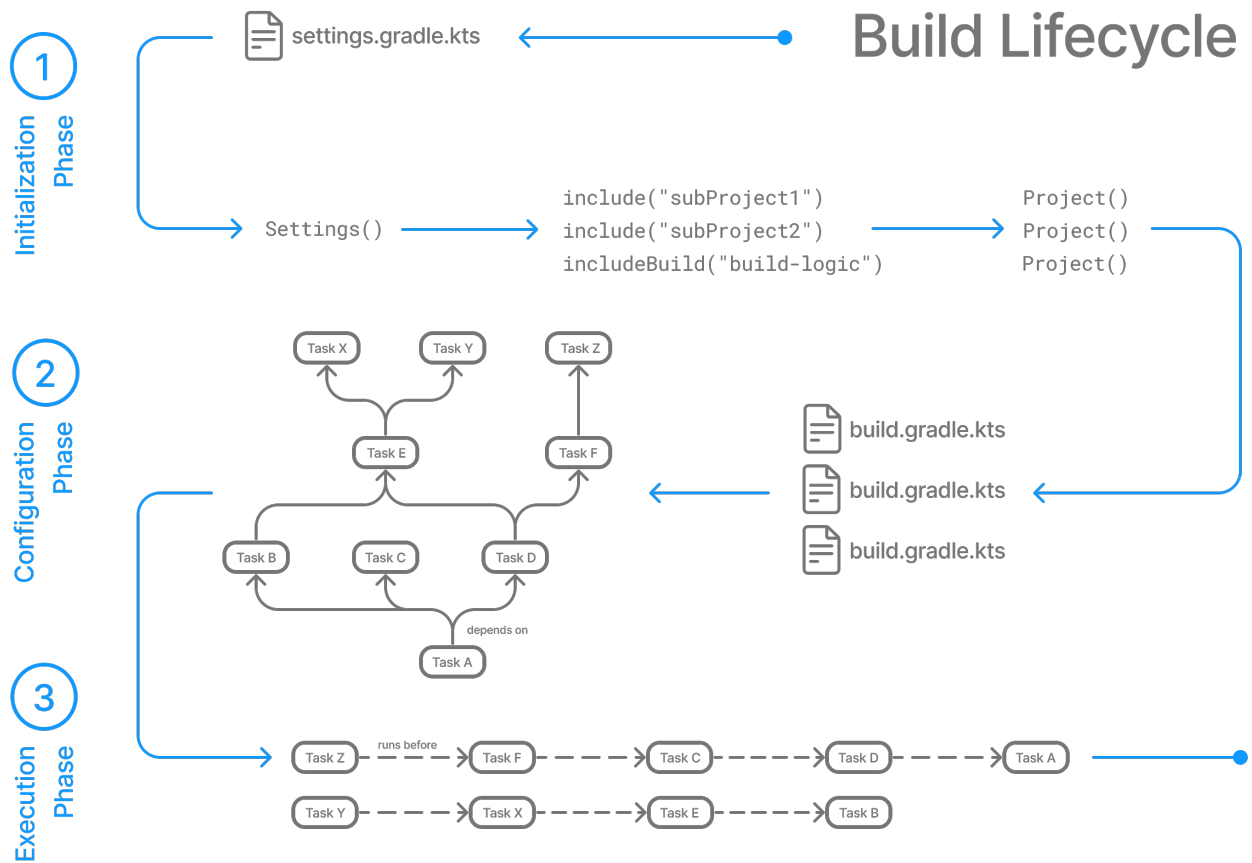 Build Lifecycle
1
Initialization
Phase
settings.gradle.kts
Settings()
include("subProject1")
include("subProject2")
includeBuild("build-logic")
Project()
Project()
Project()
2
Configuration
Phase
build.gradle.kts
build.gradle.kts
build.gradle.kts
Task X
Task Y
Task Z
Task E
Task F
Task B
Task C
Task D
depends on
Task A
3
Execution
Phase
Task Z
runs before
Task F
Task C
Task D
Task A
Task Y
Task X
Task E
Task B